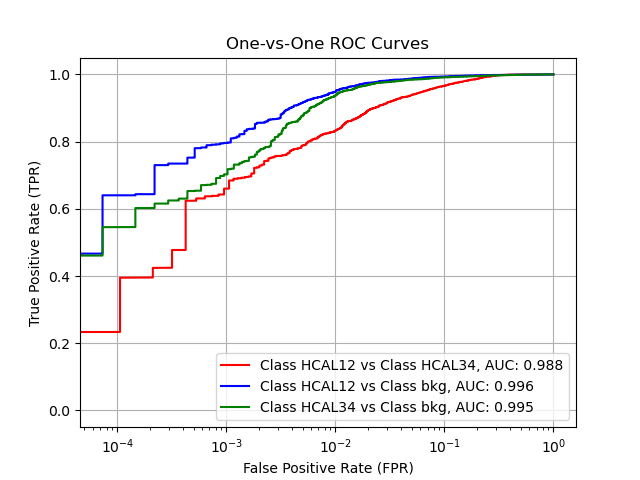 One-vs-One ROC Curves
True Positive Rate (TPR)
1.0
0.8
0.6
0.4
0.2
0.0
Class HCAL12 vs Class HCAL34, AUC: 0.988
Class HCAL12 vs Class bkg, AUC: 0.996
Class HCAL34 vs Class bkg, AUC: 0.995
10⁻⁴ 10⁻³ 10⁻² 10⁻¹ 10⁰
False Positive Rate (FPR)